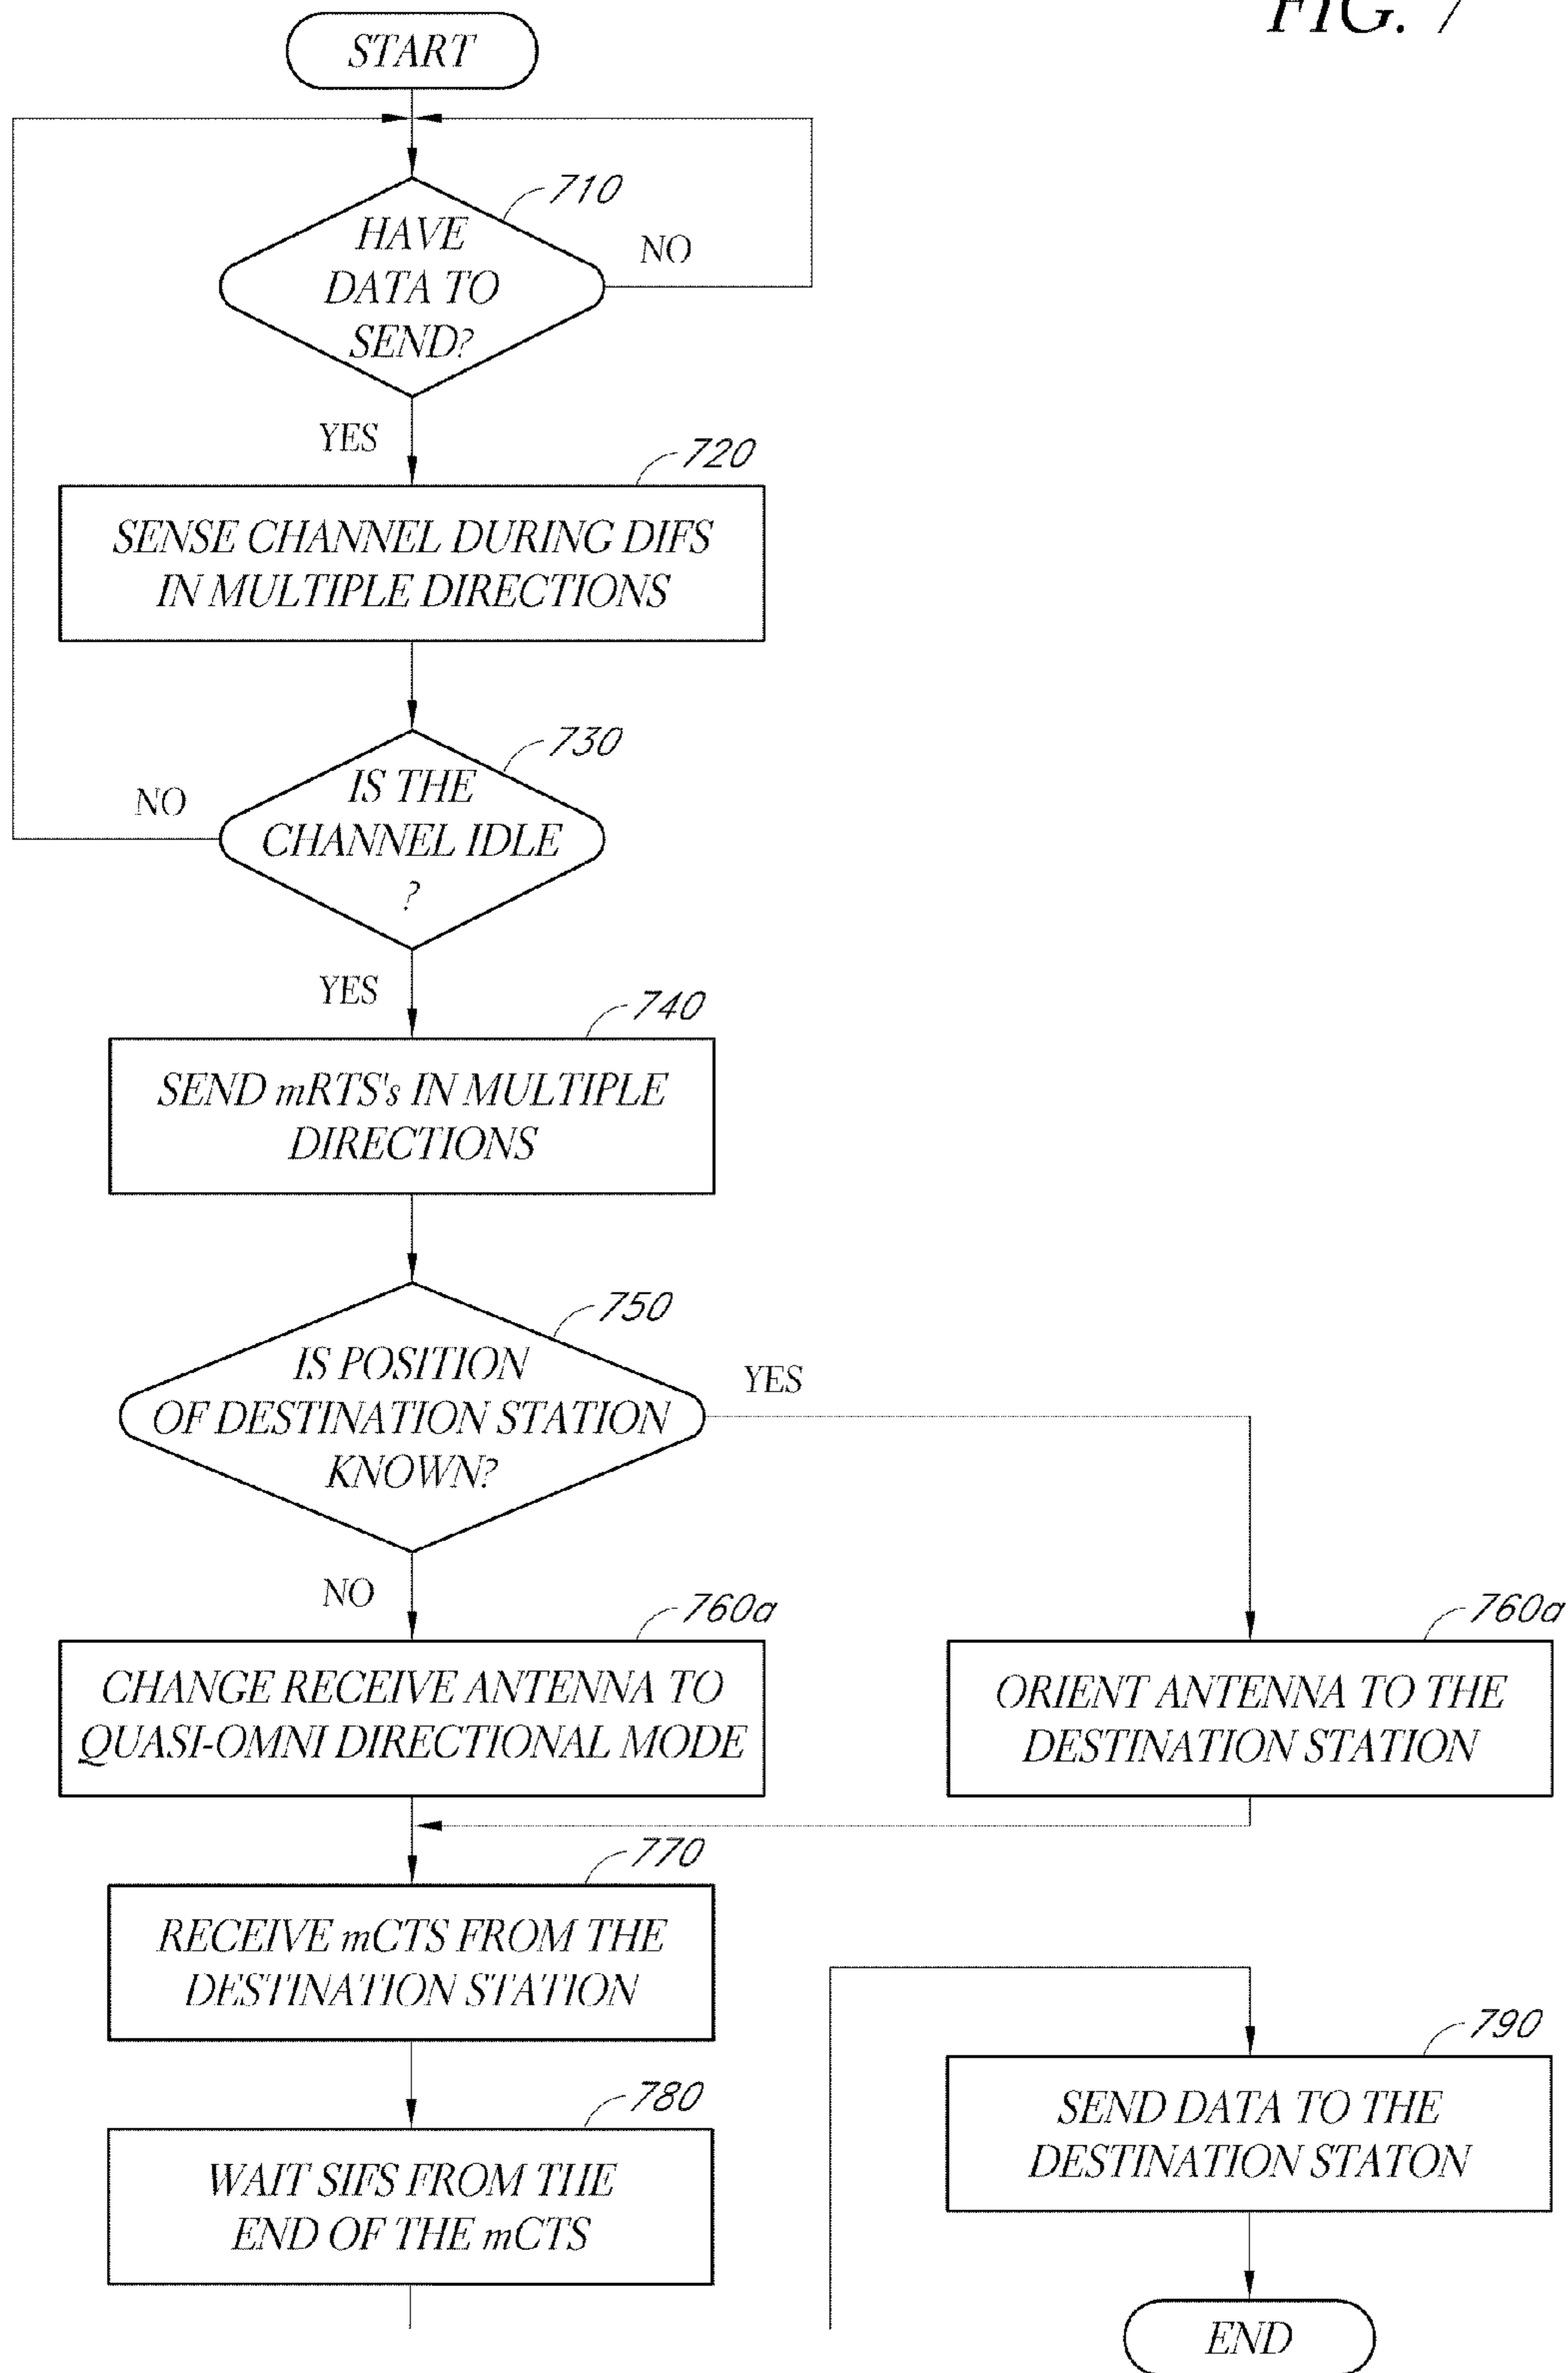 FIG. 7
START
710
HAVE
DATA TO
SEND?
NO
YES
720
SENSE CHANNEL DURING DIFS
IN MULTIPLE DIRECTIONS
730
IS THE
CHANNEL IDLE
?
NO
YES
740
SEND mRTS's IN MULTIPLE
DIRECTIONS
750
IS POSITION
OF DESTINATION STATION
KNOWN?
YES
NO
760a
CHANGE RECEIVE ANTENNA TO
QUASI-OMNI DIRECTIONAL MODE
760a
ORIENT ANTENNA TO THE
DESTINATION STATION
770
RECEIVE mCTS FROM THE
DESTINATION STATION
780
WAIT SIFS FROM THE
END OF THE mCTS
790
SEND DATA TO THE
DESTINATION STATON
END